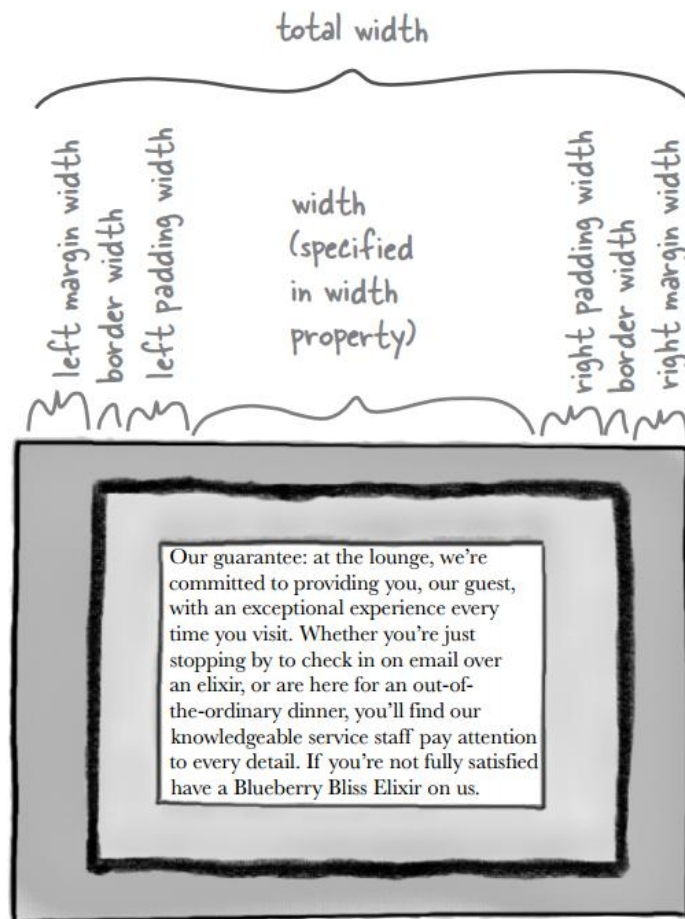 total width
left margin width
border width
left padding width
width
(specified
in width
property)
right padding width
border width
right margin width
Our guarantee: at the lounge, we’re
committed to providing you, our guest,
with an exceptional experience every
time you visit. Whether you’re just
stopping by to check in on email over
an elixir, or are here for an out-of-
the-ordinary dinner, you’ll find our
knowledgeable service staff pay attention
to every detail. If you’re not fully satisfied
have a Blueberry Bliss Elixir on us.